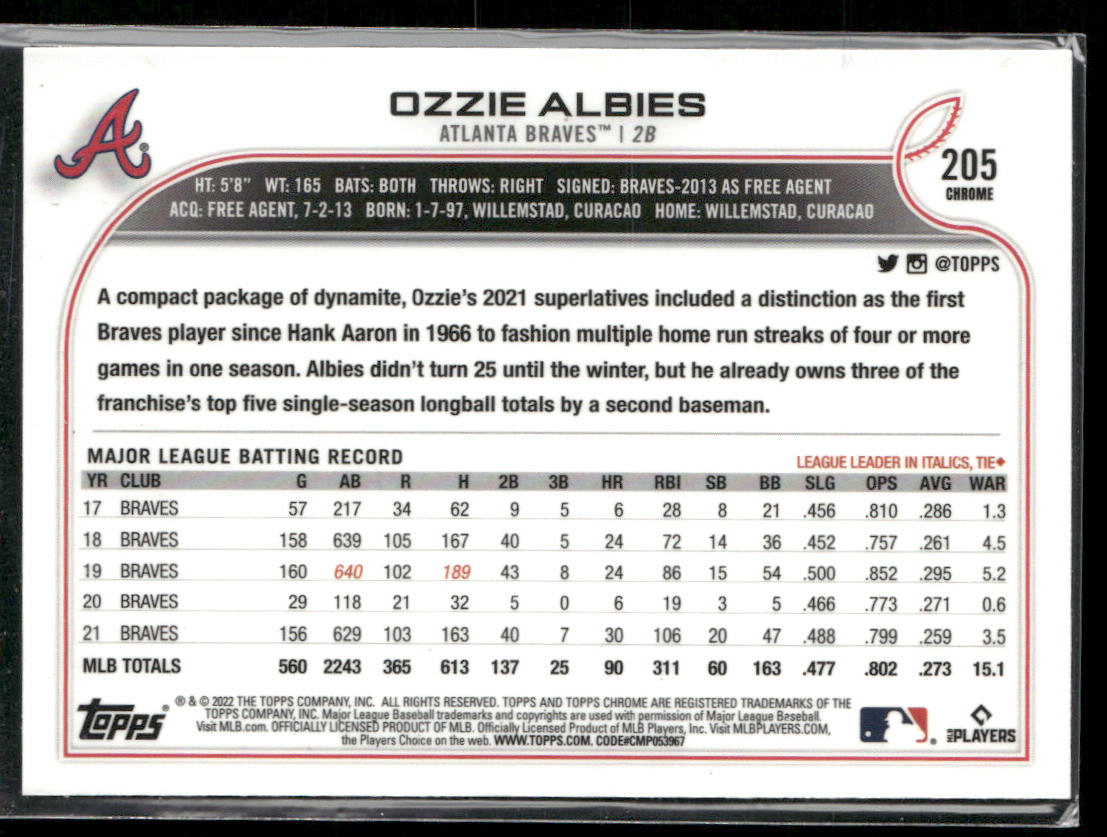 A®
OZZIE ALBIES
ATLANTA BRAVES™ | 2B
205
CHROME
HT: 5'8" WT: 165 BATS: BOTH THROWS: RIGHT SIGNED: BRAVES-2013 AS FREE AGENT
ACQ: FREE AGENT, 7-2-13 BORN: 1-7-97, WILLEMSTAD, CURACAO HOME: WILLEMSTAD, CURACAO
@TOPPS
A compact package of dynamite, Ozzie's 2021 superlatives included a distinction as the first
Braves player since Hank Aaron in 1966 to fashion multiple home run streaks of four or more
games in one season. Albies didn't turn 25 until the winter, but he already owns three of the
franchise's top five single-season longball totals by a second baseman.
MAJOR LEAGUE BATTING RECORD LEAGUE LEADER IN ITALICS, TIE♦
YR CLUB G AB R H 2B 3B HR RBI SB BB SLG OPS AVG WAR
17 BRAVES 57 217 34 62 9 5 6 28 8 21 .456 .810 .286 1.3
18 BRAVES 158 639 105 167 40 5 24 72 14 36 .452 .757 .261 4.5
19 BRAVES 160 640 102 189 43 8 24 86 15 54 .500 .852 .295 5.2
20 BRAVES 29 118 21 32 5 0 6 19 3 5 .466 .773 .271 0.6
21 BRAVES 156 629 103 163 40 7 30 106 20 47 .488 .799 .259 3.5
MLB TOTALS 560 2243 365 613 137 25 90 311 60 163 .477 .802 .273 15.1
Topps®
® & © 2022 THE TOPPS COMPANY, INC. ALL RIGHTS RESERVED. TOPPS AND TOPPS CHROME ARE REGISTERED TRADEMARKS OF THE
TOPPS COMPANY, INC. Major League Baseball trademarks and copyrights are used with permission of Major League Baseball.
Visit MLB.com. OFFICIALLY LICENSED PRODUCT OF MLB. Officially Licensed Product of MLB Players, Inc. Visit MLBPLAYERS.COM,
the Players Choice on the web. WWW.TOPPS.COM. CODE#CMP053967
MLB PLAYERS